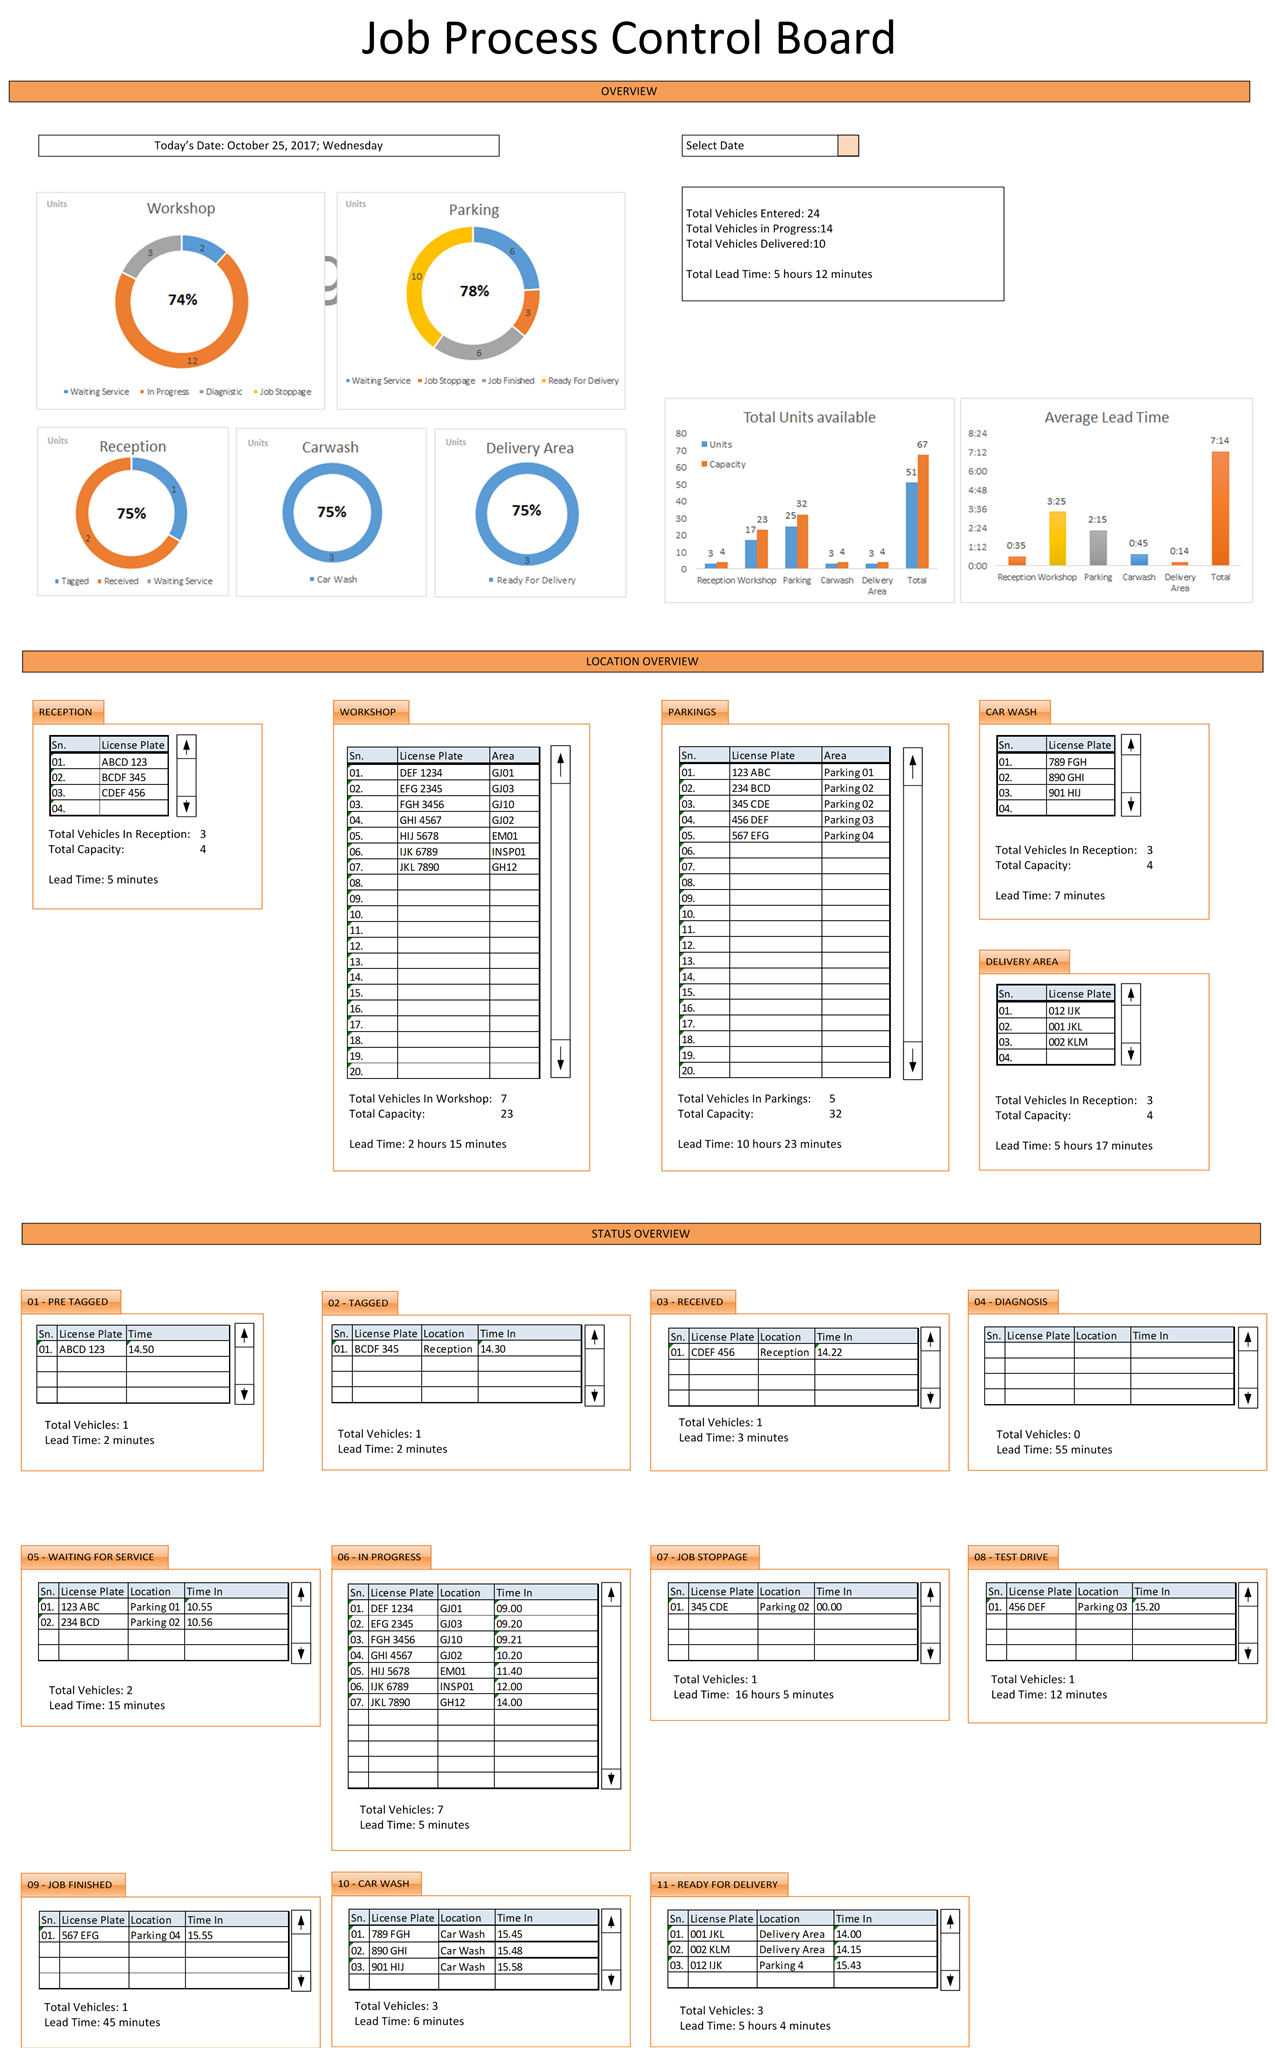 Job Process Control Board
OVERVIEW
Today's Date: October 25, 2017; Wednesday
Select Date
Total Vehicles Entered: 24
Total Vehicles in Progress:14
Total Vehicles Delivered:10
Total Lead Time: 5 hours 12 minutes
Units
Workshop
3
2
74%
12
Waiting Service In Progress Diagnostic Job Stoppage
9
Units
Parking
10
6
78%
3
6
Waiting Service Job Stoppage Job Finished Ready For Delivery
Units
Reception
1
75%
2
Tagged Received Waiting Service
Units
Carwash
75%
3
Car Wash
Units
Delivery Area
75%
3
Ready For Delivery
Total Units available
Units
Capacity
80
70
60
50
40
30
20
10
0
3 4
17 23
25 32
3 4
3 4
51 67
Reception Workshop Parking Carwash Delivery Area Total
Average Lead Time
8:24
7:12
6:00
4:48
3:36
2:24
1:12
0:00
0:35
3:25
2:15
0:45
0:14
7:14
Reception Workshop Parking Carwash Delivery Area Total
LOCATION OVERVIEW
RECEPTION
Sn. License Plate
01. ABCD 123
02. BCDF 345
03. CDEF 456
04.
Total Vehicles In Reception: 3
Total Capacity: 4
Lead Time: 5 minutes
WORKSHOP
Sn. License Plate Area
01. DEF 1234 GJ01
02. EFG 2345 GJ03
03. FGH 3456 GJ10
04. GHI 4567 GJ02
05. HIJ 5678 EM01
06. IJK 6789 INSP01
07. JKL 7890 GH12
08.
09.
10.
11.
12.
13.
14.
15.
16.
17.
18.
19.
20.
Total Vehicles In Workshop: 7
Total Capacity: 23
Lead Time: 2 hours 15 minutes
PARKINGS
Sn. License Plate Area
01. 123 ABC Parking 01
02. 234 BCD Parking 02
03. 345 CDE Parking 02
04. 456 DEF Parking 03
05. 567 EFG Parking 04
06.
07.
08.
09.
10.
11.
12.
13.
14.
15.
16.
17.
18.
19.
20.
Total Vehicles In Parkings: 5
Total Capacity: 32
Lead Time: 10 hours 23 minutes
CAR WASH
Sn. License Plate
01. 789 FGH
02. 890 GHI
03. 901 HIJ
04.
Total Vehicles In Reception: 3
Total Capacity: 4
Lead Time: 7 minutes
DELIVERY AREA
Sn. License Plate
01. 012 IJK
02. 001 JKL
03. 002 KLM
04.
Total Vehicles In Reception: 3
Total Capacity: 4
Lead Time: 5 hours 17 minutes
STATUS OVERVIEW
01 - PRE TAGGED
Sn. License Plate Time
01. ABCD 123 14.50
Total Vehicles: 1
Lead Time: 2 minutes
02 - TAGGED
Sn. License Plate Location Time In
01. BCDF 345 Reception 14.30
Total Vehicles: 1
Lead Time: 2 minutes
03 - RECEIVED
Sn. License Plate Location Time In
01. CDEF 456 Reception 14.22
Total Vehicles: 1
Lead Time: 3 minutes
04 - DIAGNOSIS
Sn. License Plate Location Time In
Total Vehicles: 0
Lead Time: 55 minutes
05 - WAITING FOR SERVICE
Sn. License Plate Location Time In
01. 123 ABC Parking 01 10.55
02. 234 BCD Parking 02 10.56
Total Vehicles: 2
Lead Time: 15 minutes
06 - IN PROGRESS
Sn. License Plate Location Time In
01. DEF 1234 GJ01 09.00
02. EFG 2345 GJ03 09.20
03. FGH 3456 GJ10 09.21
04. GHI 4567 GJ02 10.20
05. HIJ 5678 EM01 11.40
06. IJK 6789 INSP01 12.00
07. JKL 7890 GH12 14.00
Total Vehicles: 7
Lead Time: 5 minutes
07 - JOB STOPPAGE
Sn. License Plate Location Time In
01. 345 CDE Parking 02 00.00
Total Vehicles: 1
Lead Time: 16 hours 5 minutes
08 - TEST DRIVE
Sn. License Plate Location Time In
01. 456 DEF Parking 03 15.20
Total Vehicles: 1
Lead Time: 12 minutes
09 - JOB FINISHED
Sn. License Plate Location Time In
01. 567 EFG Parking 04 15.55
Total Vehicles: 1
Lead Time: 45 minutes
10 - CAR WASH
Sn. License Plate Location Time In
01. 789 FGH Car Wash 15.45
02. 890 GHI Car Wash 15.48
03. 901 HIJ Car Wash 15.58
Total Vehicles: 3
Lead Time: 6 minutes
11 - READY FOR DELIVERY
Sn. License Plate Location Time In
01. 001 JKL Delivery Area 14.00
02. 002 KLM Delivery Area 14.15
03. 012 IJK Parking 4 15.43
Total Vehicles: 3
Lead Time: 5 hours 4 minutes